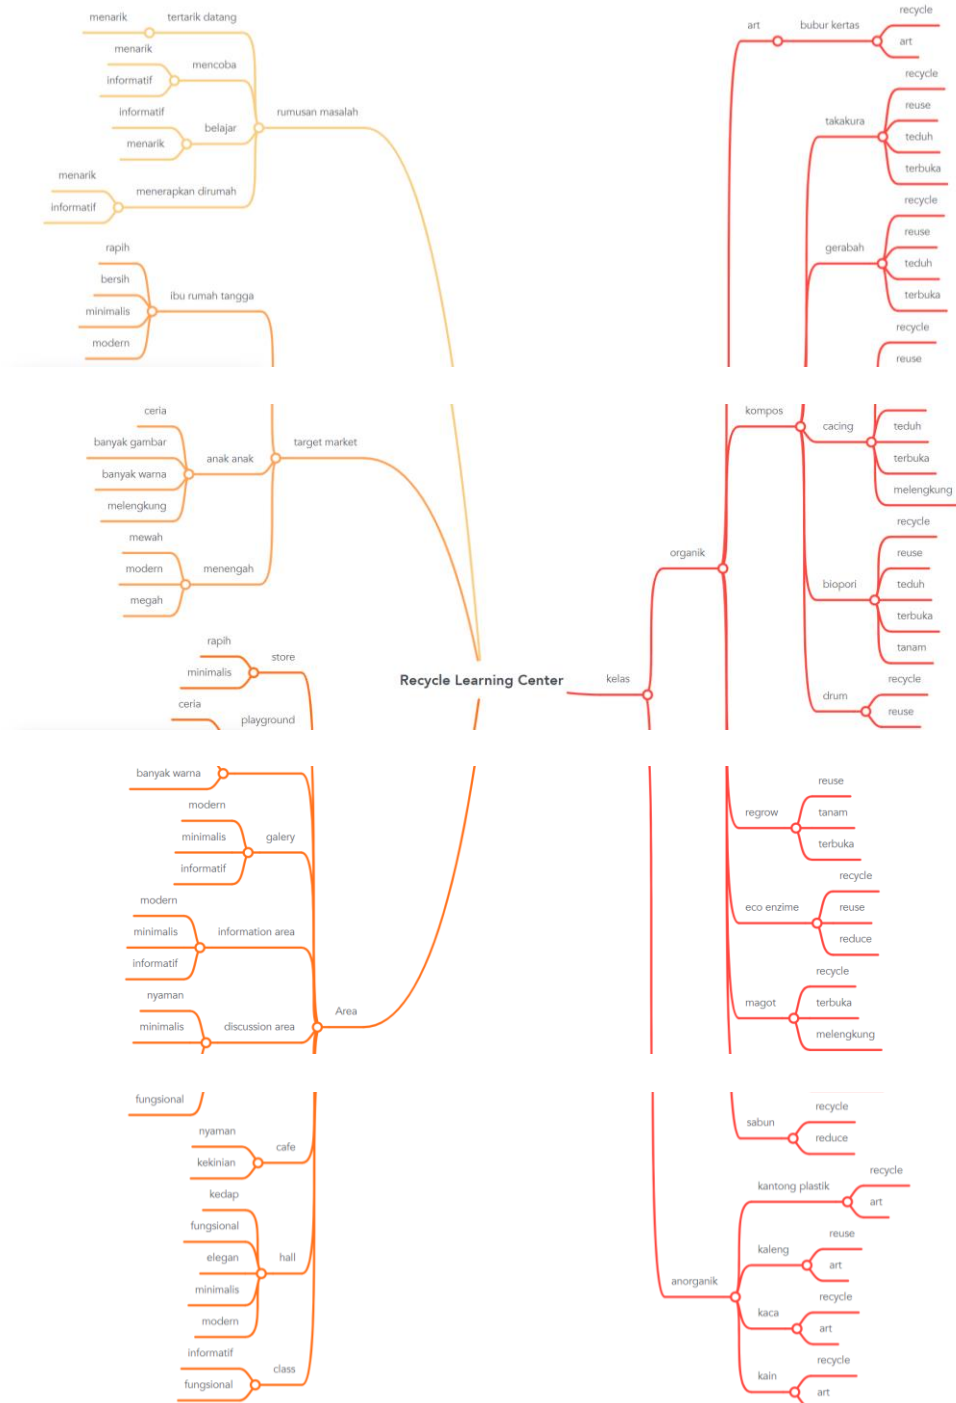 menarik
tertarik datang
menarik
informatif
mencoba
informatif
menarik
belajar
menarik
informatif
menerapkan dirumah
rumusan masalah
rapih
bersih
minimalis
modern
ibu rumah tangga
ceria
banyak gambar
banyak warna
melengkung
anak anak
target market
mewah
modern
megah
menengah
rapih
minimalis
store
ceria
playground
banyak warna
modern
minimalis
informatif
galery
modern
minimalis
informatif
information area
nyaman
minimalis
discussion area
Area
fungsional
nyaman
kekinian
cafe
kedap
fungsional
elegan
minimalis
modern
hall
informatif
fungsional
class
Recycle Learning Center
kelas
organik
art
bubur kertas
recycle
art
kompos
takakura
recycle
reuse
teduh
terbuka
gerabah
recycle
reuse
teduh
terbuka
recycle
reuse
cacing
teduh
terbuka
melengkung
biopori
recycle
reuse
teduh
terbuka
tanam
drum
recycle
reuse
regrow
reuse
tanam
terbuka
eco enzime
recycle
reuse
reduce
magot
recycle
terbuka
melengkung
sabun
recycle
reduce
anorganik
kantong plastik
recycle
art
kaleng
reuse
art
kaca
recycle
art
kain
recycle
art